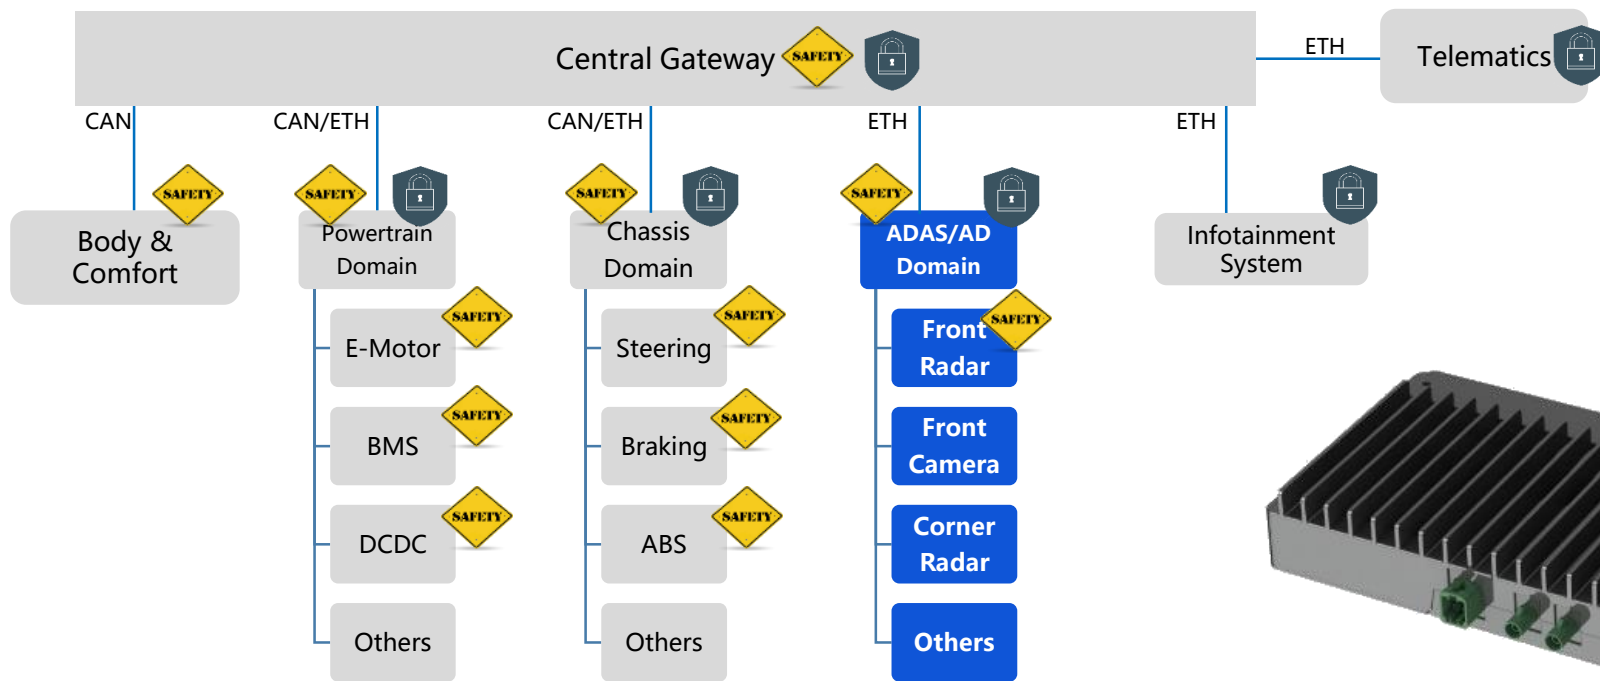 Central Gateway
SAFETY
ETH
Telematics
CAN
CAN/ETH
CAN/ETH
ETH
ETH
SAFETY
SAFETY
SAFETY
SAFETY
Body &
Comfort
Powertrain
Domain
Chassis
Domain
ADAS/AD
Domain
Infotainment
System
E-Motor
SAFETY
Steering
SAFETY
Front
Radar
SAFETY
BMS
SAFETY
Braking
SAFETY
Front
Camera
DCDC
SAFETY
ABS
SAFETY
Corner
Radar
Others
Others
Others